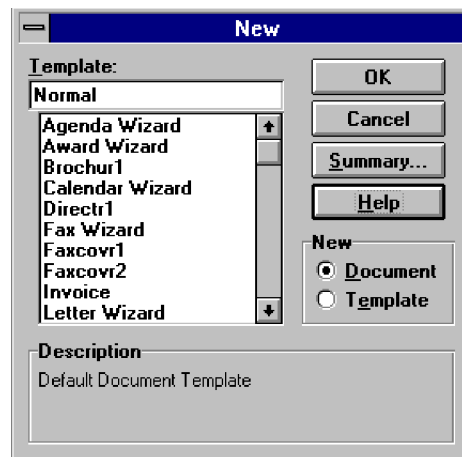 New
Template:
Normal
Agenda Wizard
Award Wizard
Brochur1
Calendar Wizard
Directr1
Fax Wizard
Faxcovr1
Faxcovr2
Invoice
Letter Wizard
OK
Cancel
Summary...
Help
New
Document
Template
Description
Default Document Template